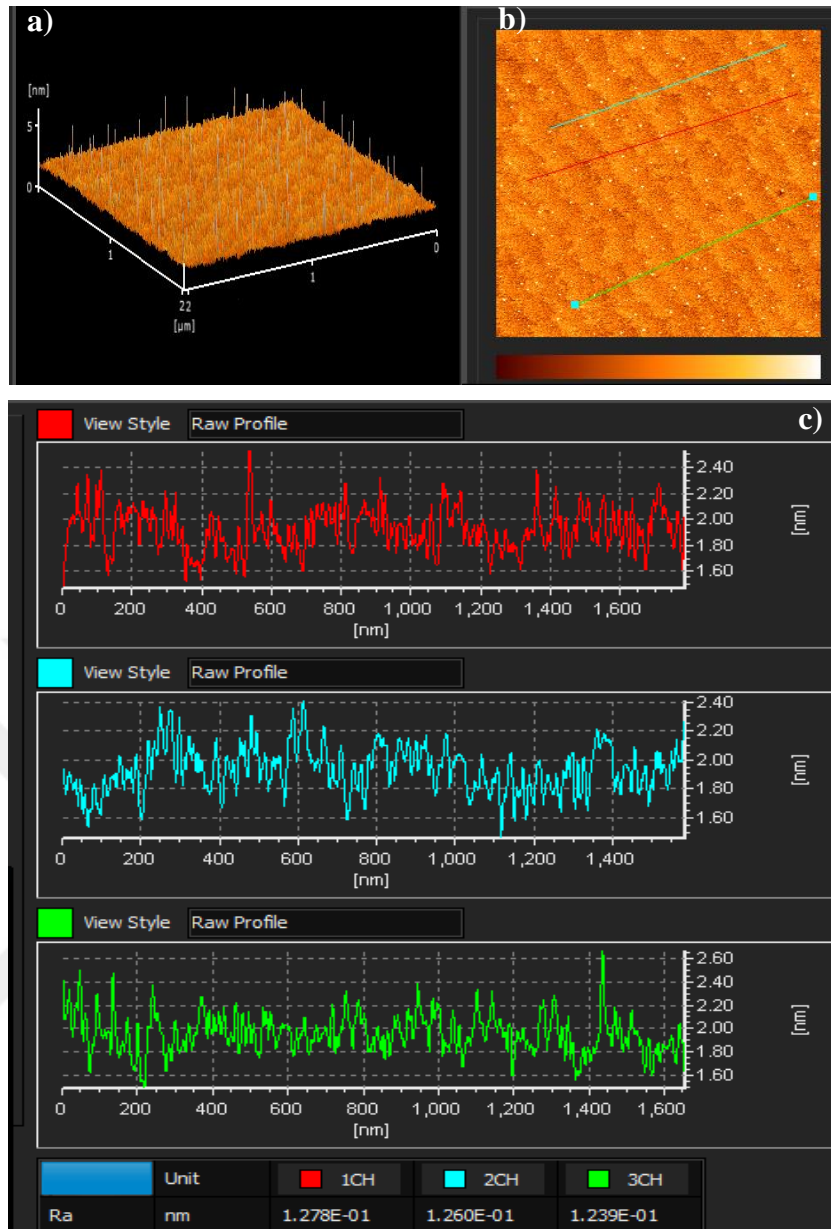 a)
b)
[nm]
5
0
1
22
[µm]
1
0
c)
View Style Raw Profile
2.40
2.20
2.00
1.80
1.60
[nm]
0 200 400 600 800 1,000 1,200 1,400 1,600
[nm]
View Style Raw Profile
2.40
2.20
2.00
1.80
1.60
[nm]
0 200 400 600 800 1,000 1,200 1,400
[nm]
View Style Raw Profile
2.60
2.40
2.20
2.00
1.80
1.60
[nm]
0 200 400 600 800 1,000 1,200 1,400 1,600
[nm]
Unit 1CH 2CH 3CH
Ra nm 1.278E-01 1.260E-01 1.239E-01